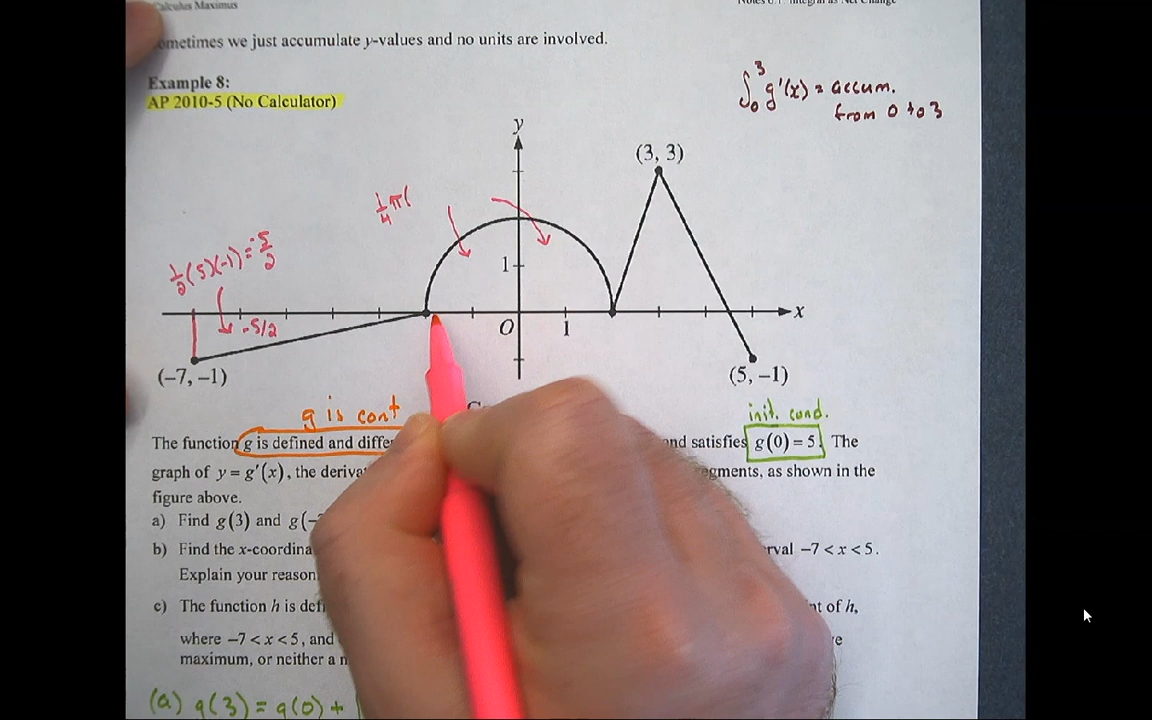 Calculus Maximus
Notes 6.1 Integral as Net Change
ometimes we just accumulate y-values and no units are involved.
Example 8:
AP 2010-5 (No Calculator)
∫₀³ g'(x) = accum.
from 0 to 3
y
(3, 3)
1/4 π(
1/2(5)(-1) = -5/2
1
x
-5/2
O
1
(−7, −1)
(5, −1)
g is cont
init. cond.
The function g is defined and diffe nd satisfies g(0) = 5. The
graph of y = g'(x), the deriva egments, as shown in the
figure above.
a) Find g(3) and g(−
b) Find the x-coordina rval −7 < x < 5.
Explain your reason
c) The function h is defi nt of h,
where −7 < x < 5, and re
maximum, or neither a m
(a) g(3) = g(0) +